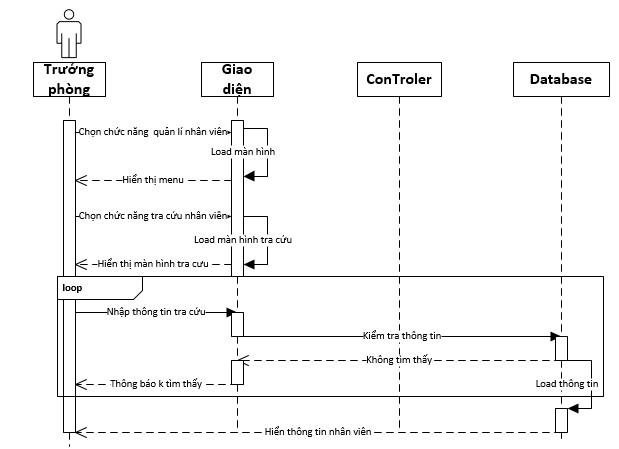 Trưởng
phòng
Giao
diện
ConTroler
Database
Chọn chức năng quản lí nhân viên
Load màn hình
Hiển thị menu
Chọn chức năng tra cứu nhân viên
Load màn hình tra cứu
Hiển thị màn hình tra cưu
loop
Nhập thông tin tra cứu
Kiểm tra thông tin
Không tìm thấy
Thông báo k tìm thấy
Load thông tin
Hiển thông tin nhân viên